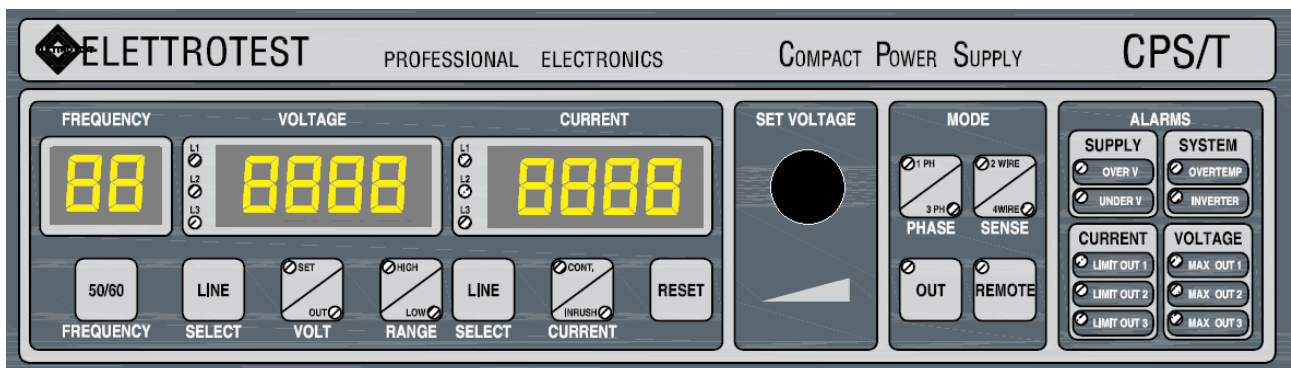 ELETTROTEST PROFESSIONAL ELECTRONICS COMPACT POWER SUPPLY CPS/T
FREQUENCY VOLTAGE CURRENT
88
L1
L2
L3
8888
L1
L2
L3
8888
50/60
FREQUENCY
LINE
SELECT
SET
OUT
VOLT
HIGH
LOW
RANGE
LINE
SELECT
CONT.
INRUSH
CURRENT
RESET
SET VOLTAGE
MODE
1 PH
3 PH
PHASE
2 WIRE
4WIRE
SENSE
OUT
REMOTE
ALARMS
SUPPLY
OVER V
UNDER V
SYSTEM
OVERTEMP
INVERTER
CURRENT
LIMIT OUT 1
LIMIT OUT 2
LIMIT OUT 3
VOLTAGE
MAX OUT 1
MAX OUT 2
MAX OUT 3